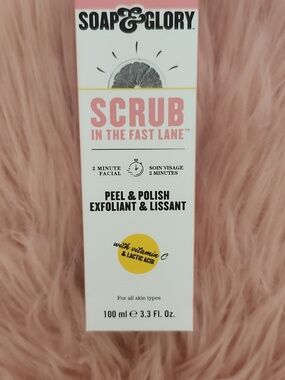 SOAP & GLORY
SCRUB
IN THE FAST LANE™
2 MINUTE SOIN VISAGE
FACIAL 2 MINUTES
PEEL & POLISH
EXFOLIANT & LISSANT
with vitamin C
& LACTIC ACID
For all skin types
100 ml ℮ 3.3 Fl. Oz.